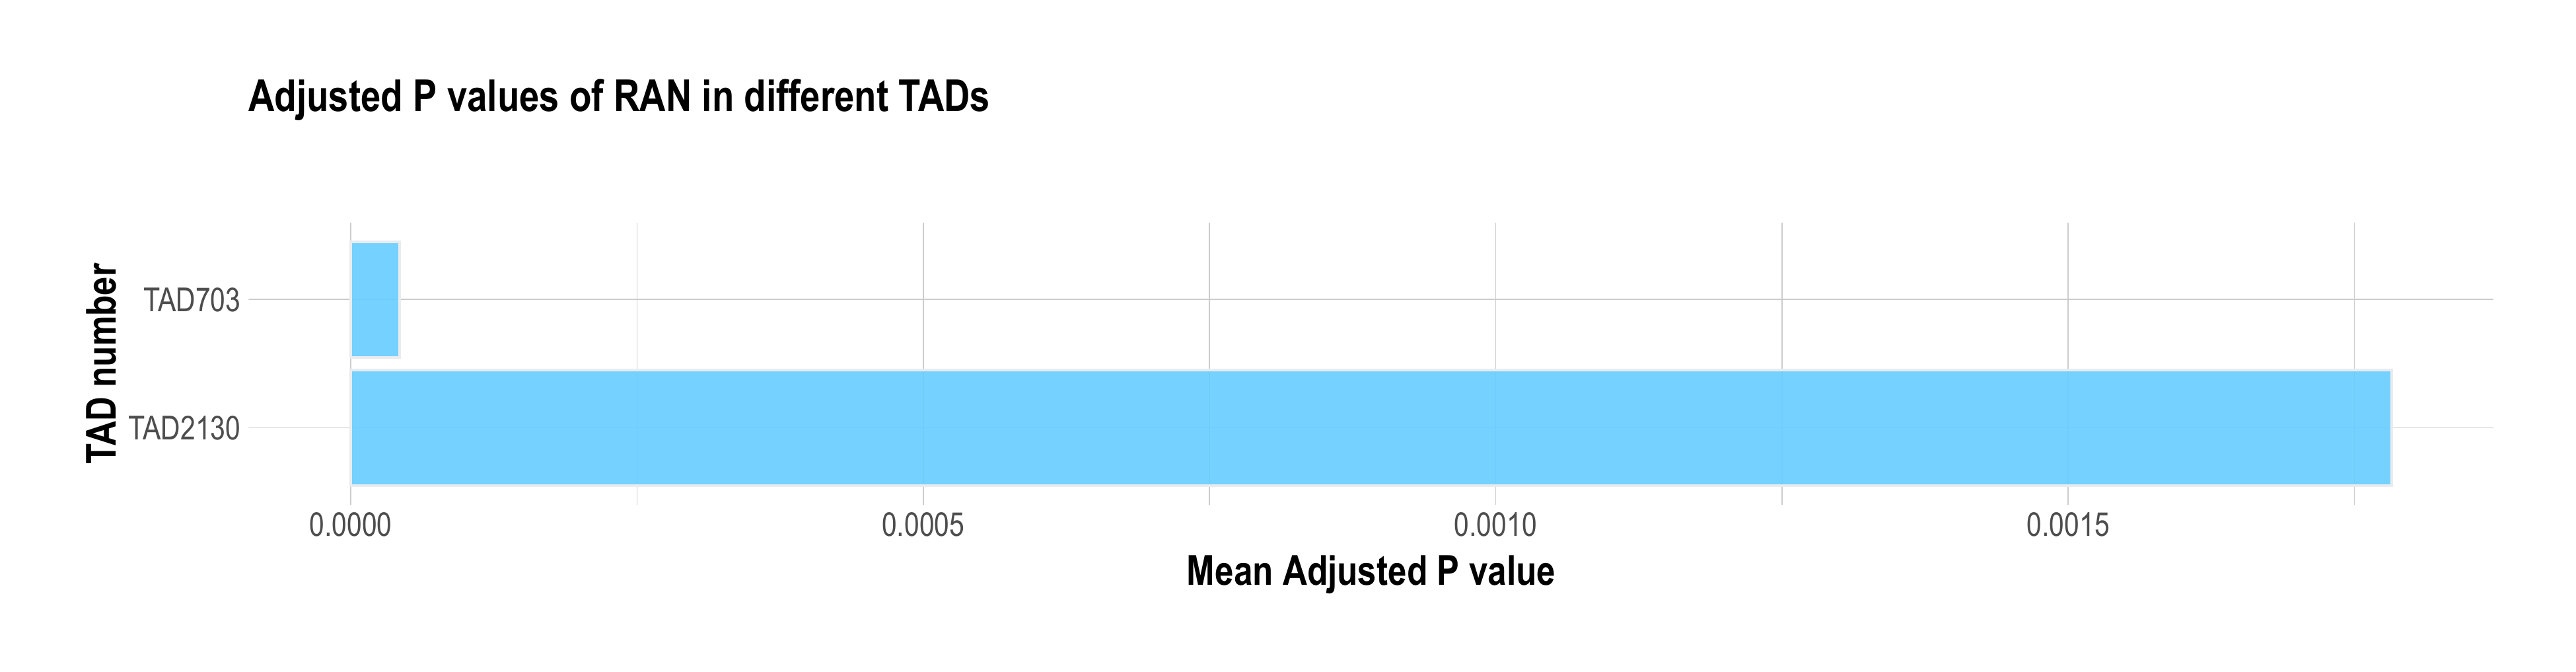 Adjusted P values of RAN in different TADs
TAD number
TAD703
TAD2130
0.0000 0.0005 0.0010 0.0015
Mean Adjusted P value